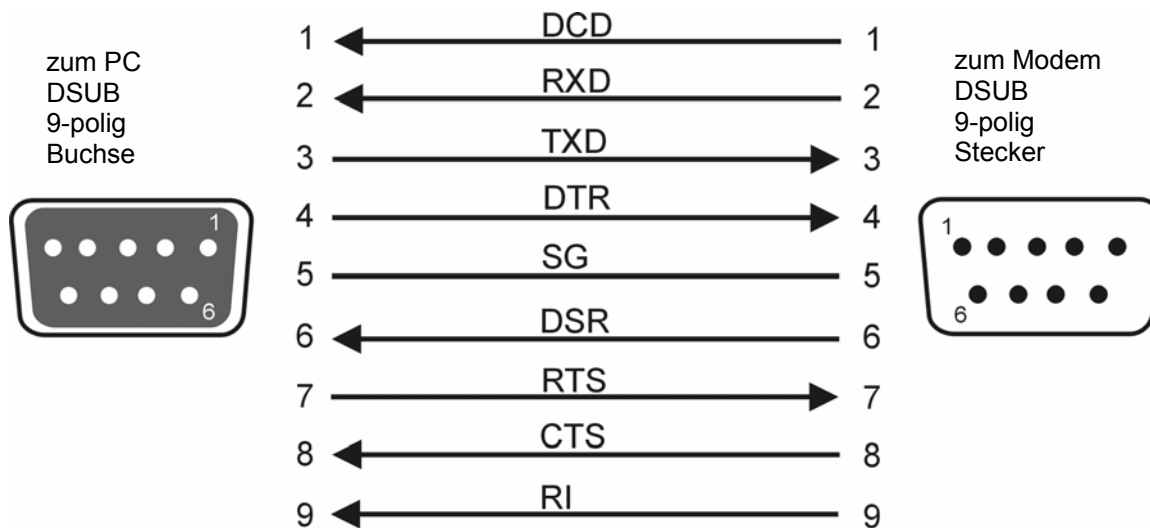 zum PC
DSUB
9-polig
Buchse
1
6
1 DCD 1
2 RXD 2
3 TXD 3
4 DTR 4
5 SG 5
6 DSR 6
7 RTS 7
8 CTS 8
9 RI 9
zum Modem
DSUB
9-polig
Stecker
1
6